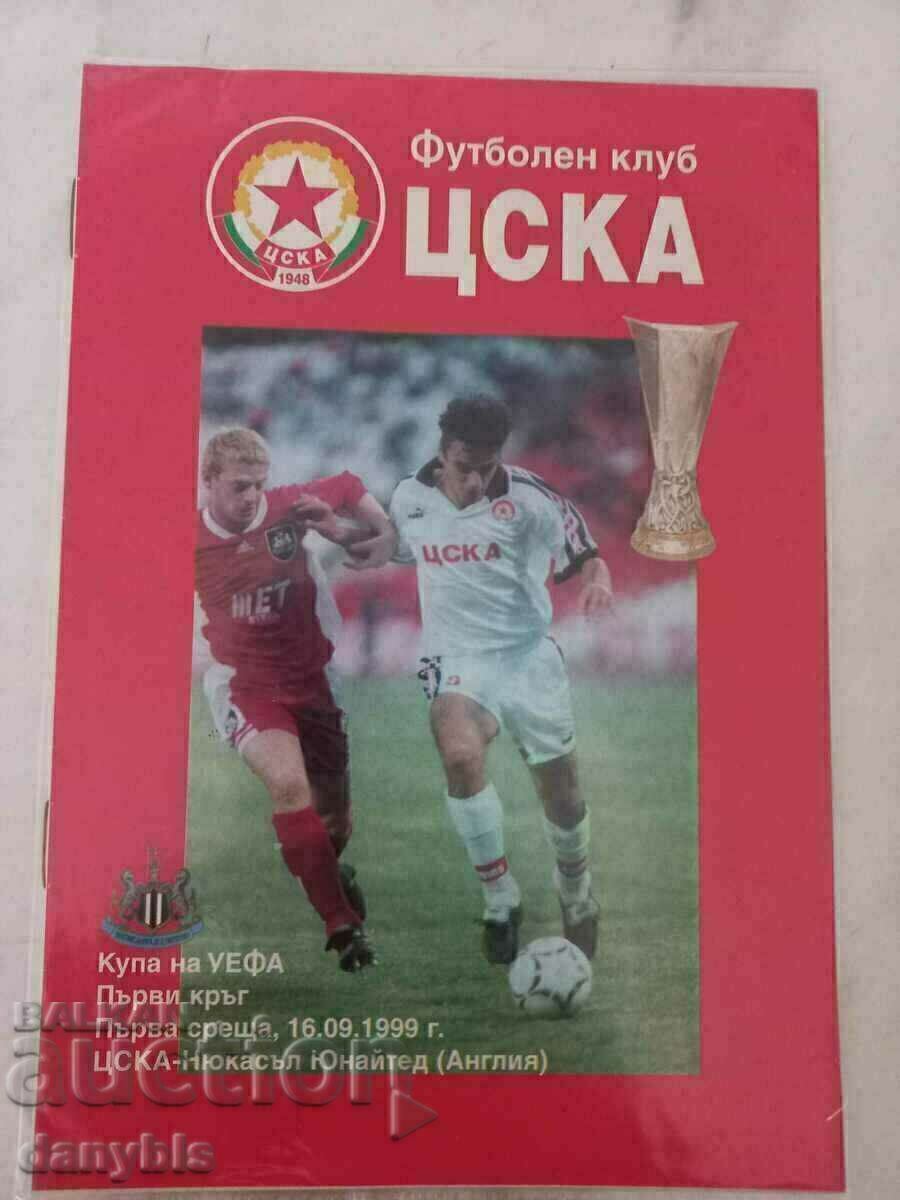 Футболен клуб
ЦСКА
ЦСКА
1948
ЦСКА
МЕТ
Купа на УЕФА
Първи кръг
Първа среща, 16.09.1999 г.
ЦСКА-Нюкасъл Юнайтед (Англия)
BALKAN
auction
danybls